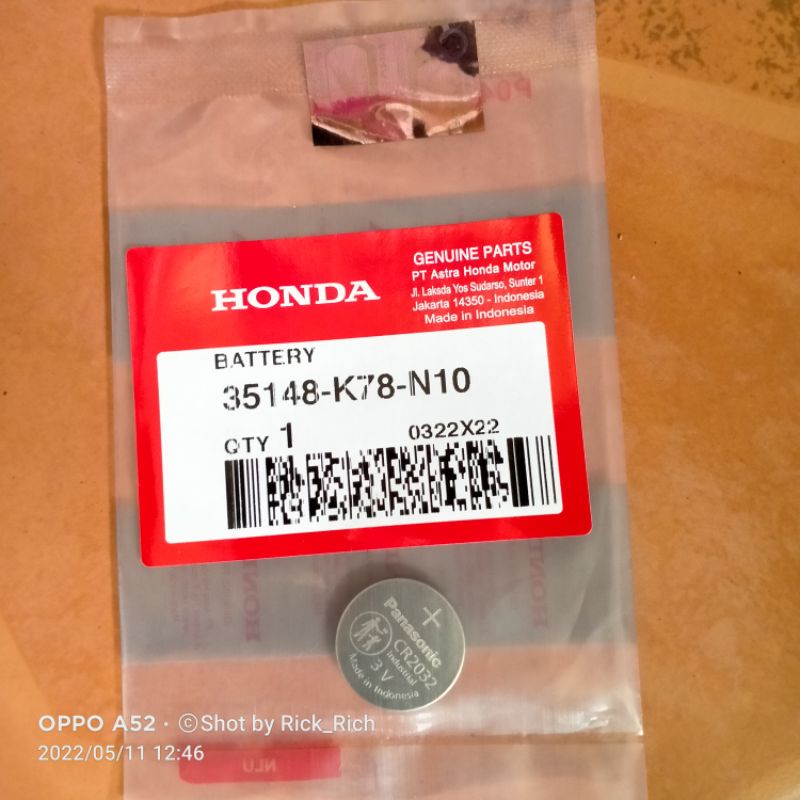 HONDA
GENUINE PARTS
PT Astra Honda Motor
Jl. Laksda Yos Sudarso, Sunter 1
Jakarta 14350 - Indonesia
Made in Indonesia
BATTERY
35148-K78-N10
QTY 1
0322X22
+
Panasonic
CR2032
Industrial
3 V
Made in Indonesia
OPPO A52 · ©Shot by Rick_Rich
2022/05/11 12:46
NLU